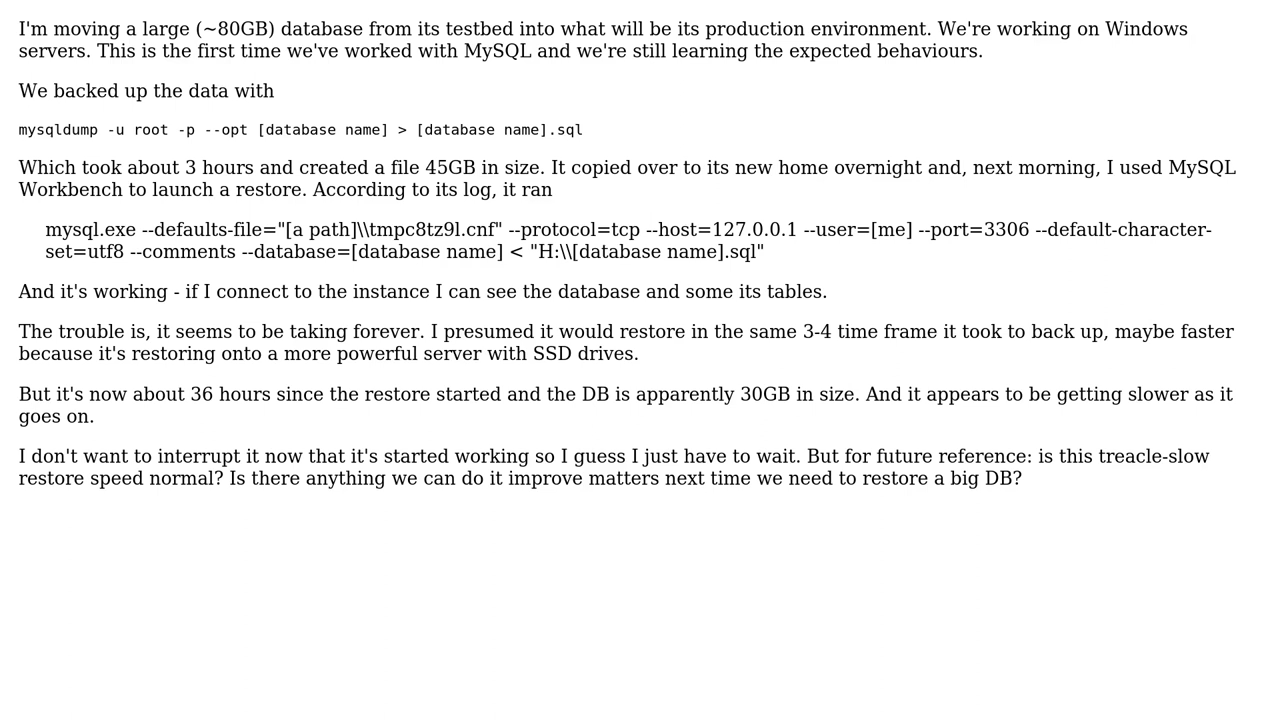 I'm moving a large (~80GB) database from its testbed into what will be its production environment. We're working on Windows
servers. This is the first time we've worked with MySQL and we're still learning the expected behaviours.
We backed up the data with
mysqldump -u root -p --opt [database name] > [database name].sql
Which took about 3 hours and created a file 45GB in size. It copied over to its new home overnight and, next morning, I used MySQL
Workbench to launch a restore. According to its log, it ran
mysql.exe --defaults-file="[a path]\\tmpc8tz9l.cnf" --protocol=tcp --host=127.0.0.1 --user=[me] --port=3306 --default-character-
set=utf8 --comments --database=[database name] < "H:\\[database name].sql"
And it's working - if I connect to the instance I can see the database and some its tables.
The trouble is, it seems to be taking forever. I presumed it would restore in the same 3-4 time frame it took to back up, maybe faster
because it's restoring onto a more powerful server with SSD drives.
But it's now about 36 hours since the restore started and the DB is apparently 30GB in size. And it appears to be getting slower as it
goes on.
I don't want to interrupt it now that it's started working so I guess I just have to wait. But for future reference: is this treacle-slow
restore speed normal? Is there anything we can do it improve matters next time we need to restore a big DB?